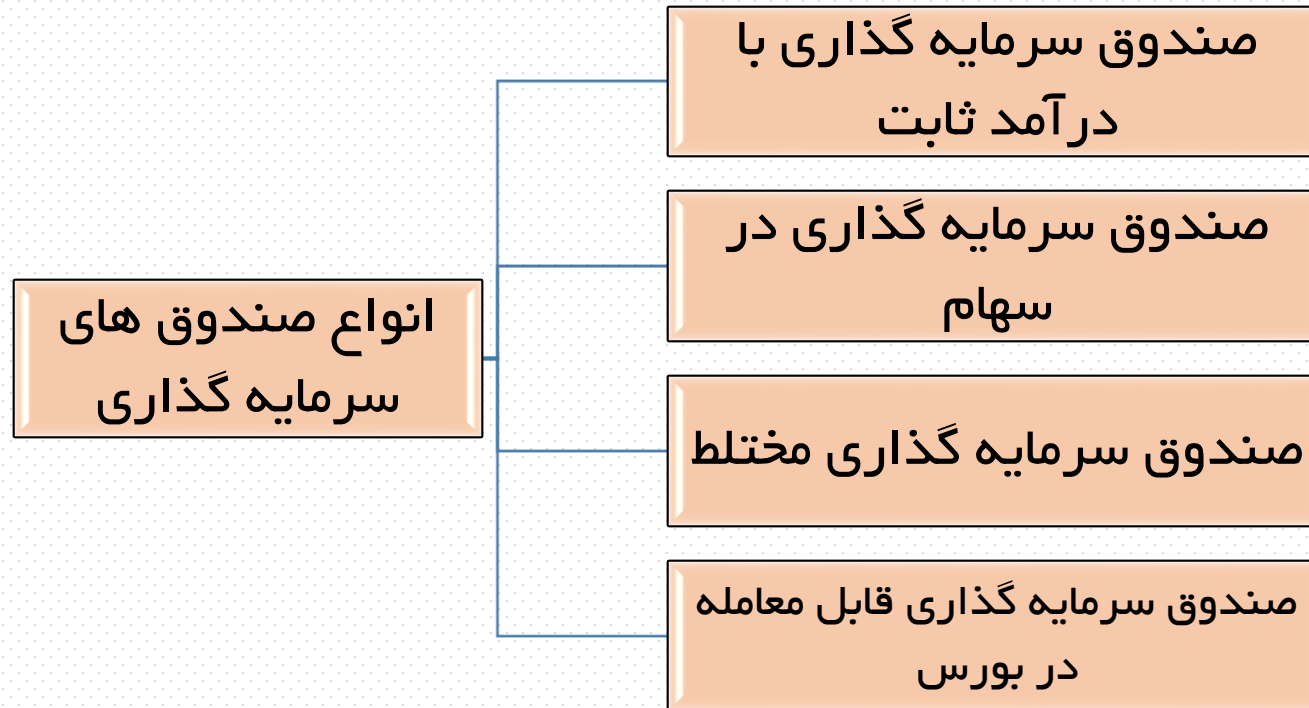 انواع صندوق های
سرمایه گذاری
صندوق سرمایه گذاری با
درآمد ثابت
صندوق سرمایه گذاری در
سهام
صندوق سرمایه گذاری مختلط
صندوق سرمایه گذاری قابل معامله
در بورس